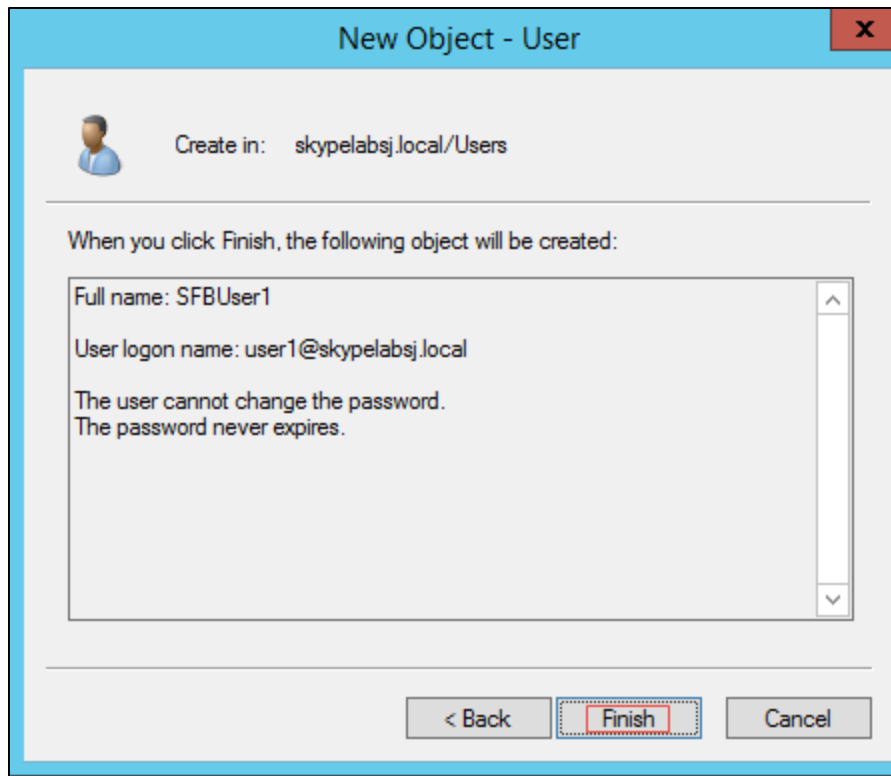 New Object - User
x
Create in: skypelabsj.local/Users
When you click Finish, the following object will be created:
Full name: SFBUser1
User logon name: user1@skypelabsj.local
The user cannot change the password.
The password never expires.
< Back Finish Cancel